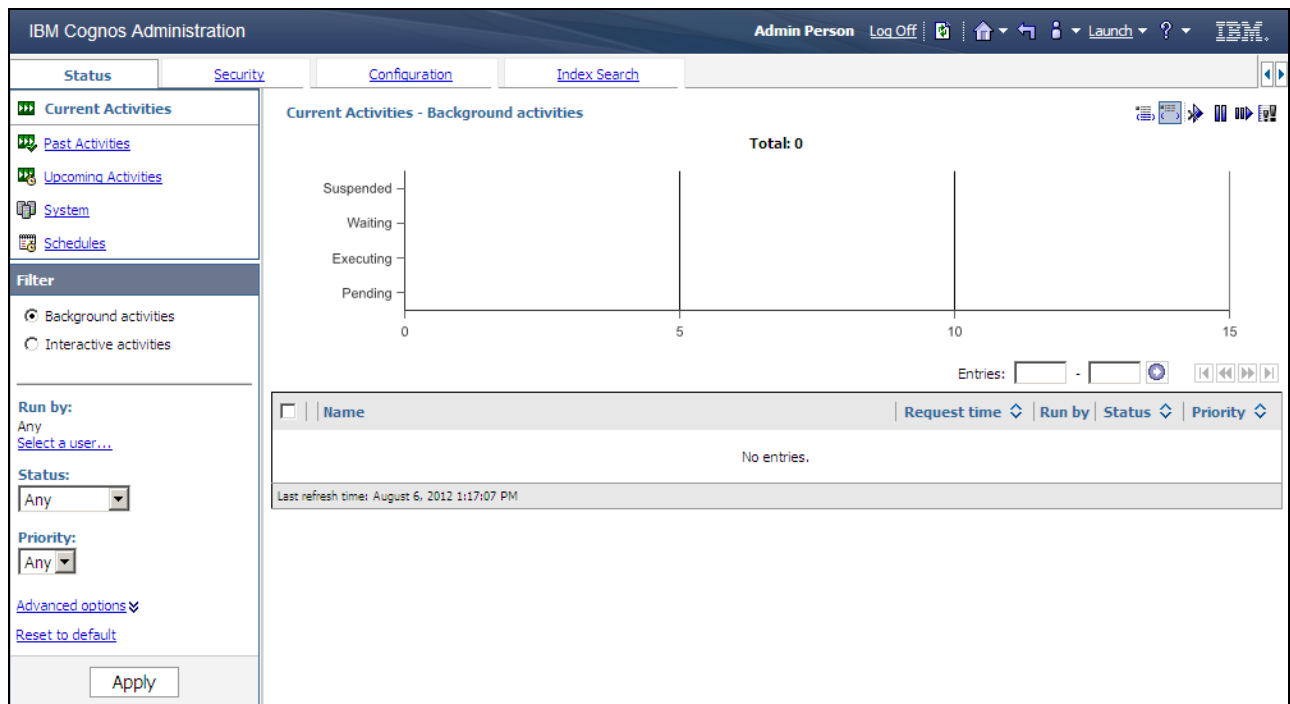 IBM Cognos Administration
Admin Person Log Off Launch ? IBM.
Status Security Configuration Index Search
Current Activities
Past Activities
Upcoming Activities
System
Schedules
Filter
Background activities
Interactive activities
Run by:
Any
Select a user...
Status:
Any
Priority:
Any
Advanced options
Reset to default
Apply
Current Activities - Background activities
Total: 0
Suspended
Waiting
Executing
Pending
0 5 10 15
Entries: -
Name Request time Run by Status Priority
No entries.
Last refresh time: August 6, 2012 1:17:07 PM